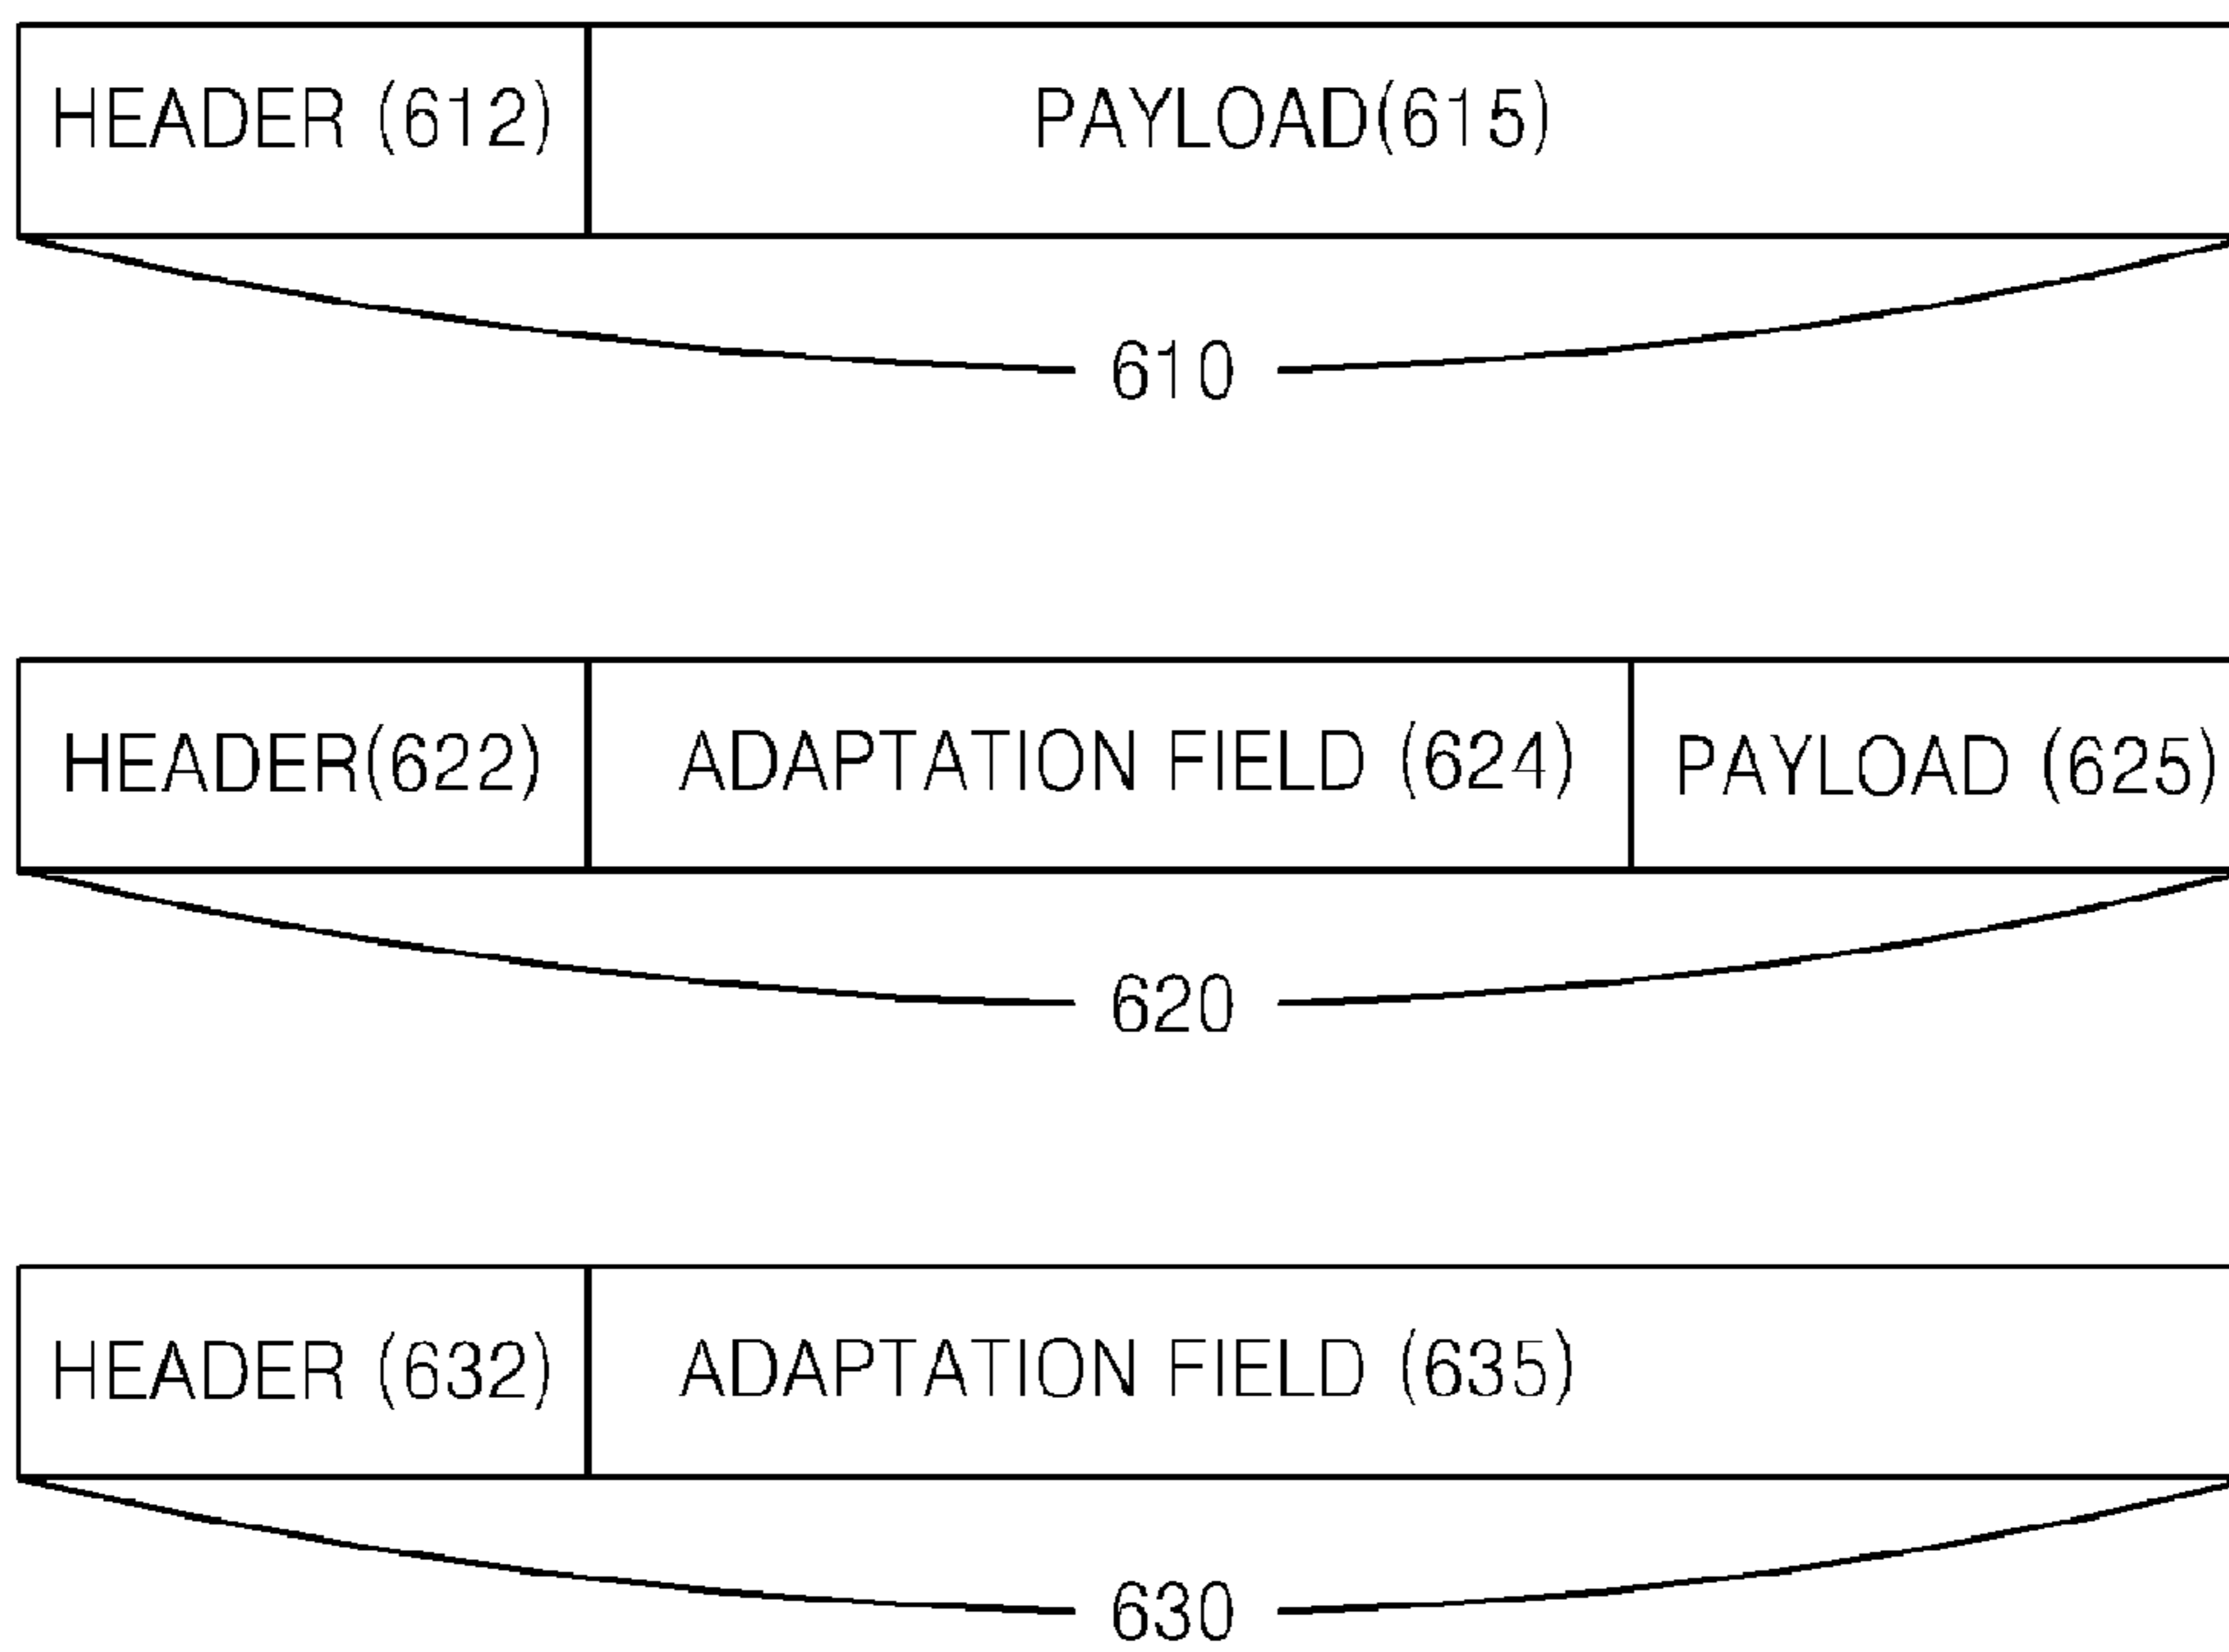 HEADER (612) PAYLOAD(615)
610
HEADER(622) ADAPTATION FIELD (624) PAYLOAD (625)
620
HEADER (632) ADAPTATION FIELD (635)
630